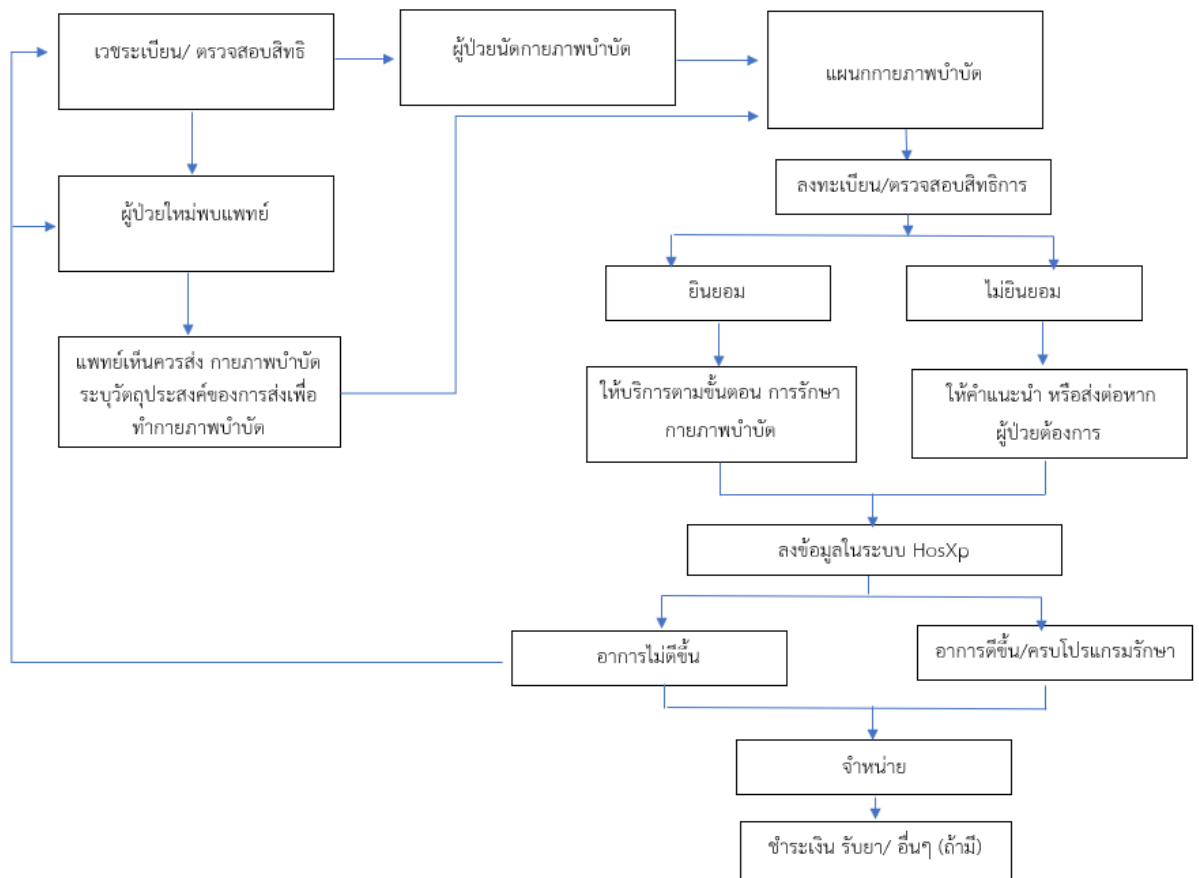 เวชระเบียน/ ตรวจสอบสิทธิ
ผู้ป่วยนัดกายภาพบำบัด
แผนกกายภาพบำบัด
ลงทะเบียน/ตรวจสอบสิทธิการ
ผู้ป่วยใหม่พบแพทย์
ยินยอม
ไม่ยินยอม
แพทย์เห็นควรส่ง กายภาพบำบัด
ระบุวัตถุประสงค์ของการส่งเพื่อ
ทำกายภาพบำบัด
ให้บริการตามขั้นตอน การรักษา
กายภาพบำบัด
ให้คำแนะนำ หรือส่งต่อหาก
ผู้ป่วยต้องการ
ลงข้อมูลในระบบ HosXp
อาการไม่ดีขึ้น
อาการดีขึ้น/ครบโปรแกรมรักษา
จำหน่าย
ชำระเงิน รับยา/ อื่นๆ (ถ้ามี)